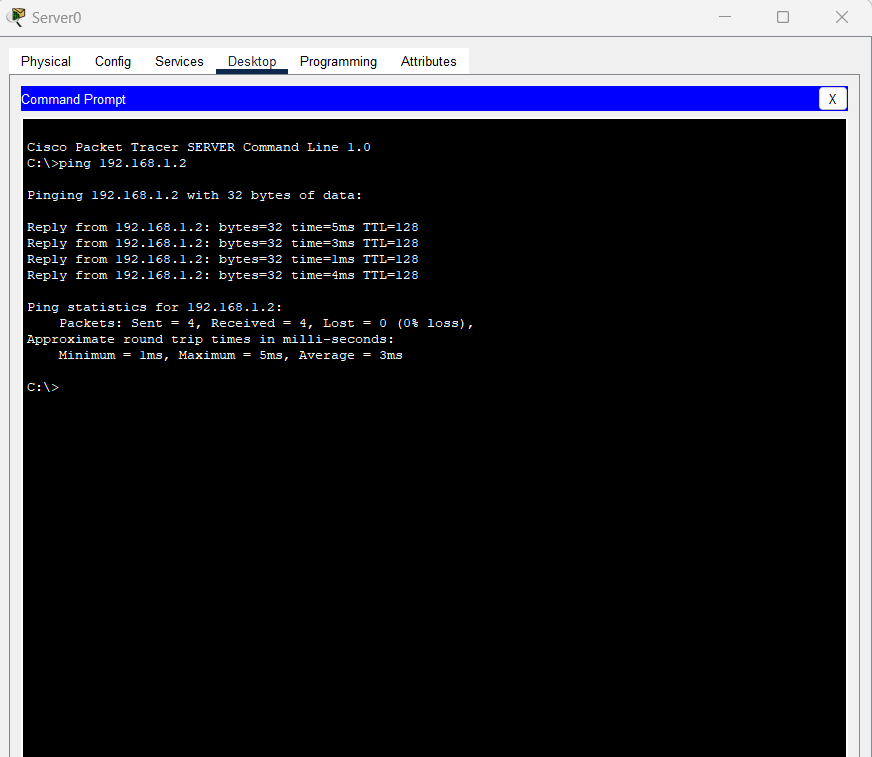 Server0
Physical Config Services Desktop Programming Attributes
Command Prompt
X
Cisco Packet Tracer SERVER Command Line 1.0
C:\>ping 192.168.1.2
Pinging 192.168.1.2 with 32 bytes of data:
Reply from 192.168.1.2: bytes=32 time=5ms TTL=128
Reply from 192.168.1.2: bytes=32 time=3ms TTL=128
Reply from 192.168.1.2: bytes=32 time=1ms TTL=128
Reply from 192.168.1.2: bytes=32 time=4ms TTL=128
Ping statistics for 192.168.1.2:
Packets: Sent = 4, Received = 4, Lost = 0 (0% loss),
Approximate round trip times in milli-seconds:
Minimum = 1ms, Maximum = 5ms, Average = 3ms
C:\>